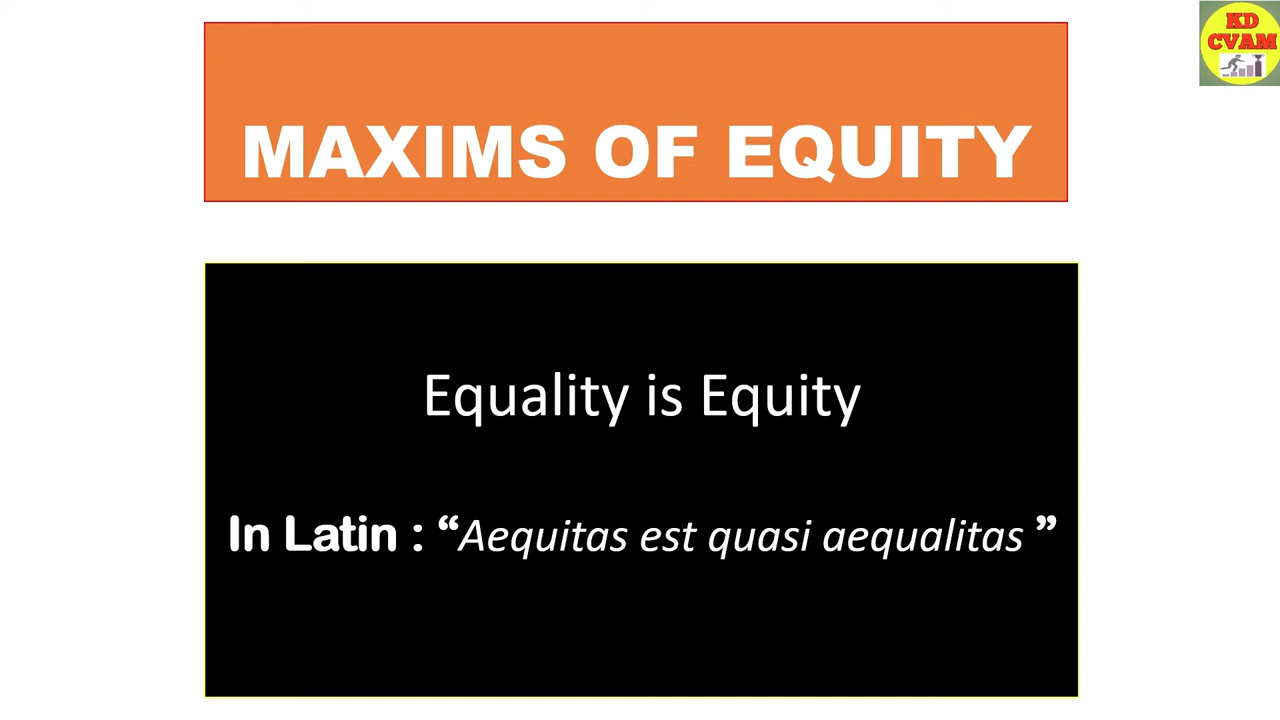 KD
CVAM
MAXIMS OF EQUITY
Equality is Equity
In Latin : “Aequitas est quasi aequalitas ”